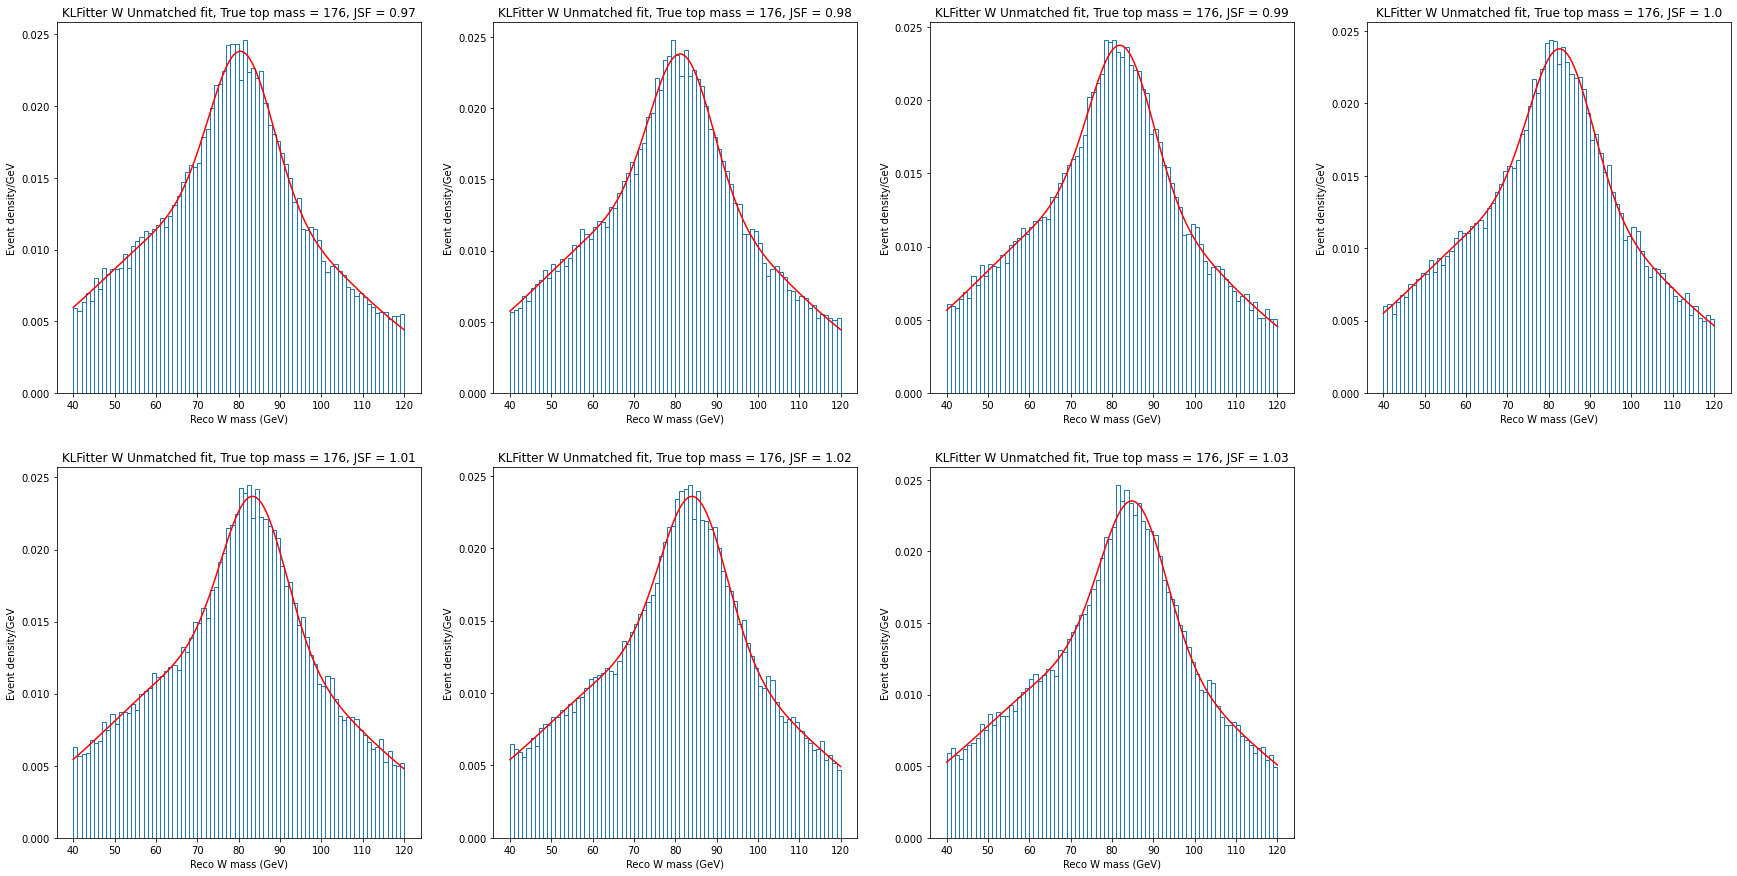 KLFitter W Unmatched fit, True top mass = 176, JSF = 0.97
0.025
0.020
0.015
0.010
0.005
0.000
Event density/GeV
40 50 60 70 80 90 100 110 120
Reco W mass (GeV)
KLFitter W Unmatched fit, True top mass = 176, JSF = 0.98
0.025
0.020
0.015
0.010
0.005
0.000
Event density/GeV
40 50 60 70 80 90 100 110 120
Reco W mass (GeV)
KLFitter W Unmatched fit, True top mass = 176, JSF = 0.99
0.025
0.020
0.015
0.010
0.005
0.000
Event density/GeV
40 50 60 70 80 90 100 110 120
Reco W mass (GeV)
KLFitter W Unmatched fit, True top mass = 176, JSF = 1.0
0.025
0.020
0.015
0.010
0.005
0.000
Event density/GeV
40 50 60 70 80 90 100 110 120
Reco W mass (GeV)
KLFitter W Unmatched fit, True top mass = 176, JSF = 1.01
0.025
0.020
0.015
0.010
0.005
0.000
Event density/GeV
40 50 60 70 80 90 100 110 120
Reco W mass (GeV)
KLFitter W Unmatched fit, True top mass = 176, JSF = 1.02
0.025
0.020
0.015
0.010
0.005
0.000
Event density/GeV
40 50 60 70 80 90 100 110 120
Reco W mass (GeV)
KLFitter W Unmatched fit, True top mass = 176, JSF = 1.03
0.025
0.020
0.015
0.010
0.005
0.000
Event density/GeV
40 50 60 70 80 90 100 110 120
Reco W mass (GeV)